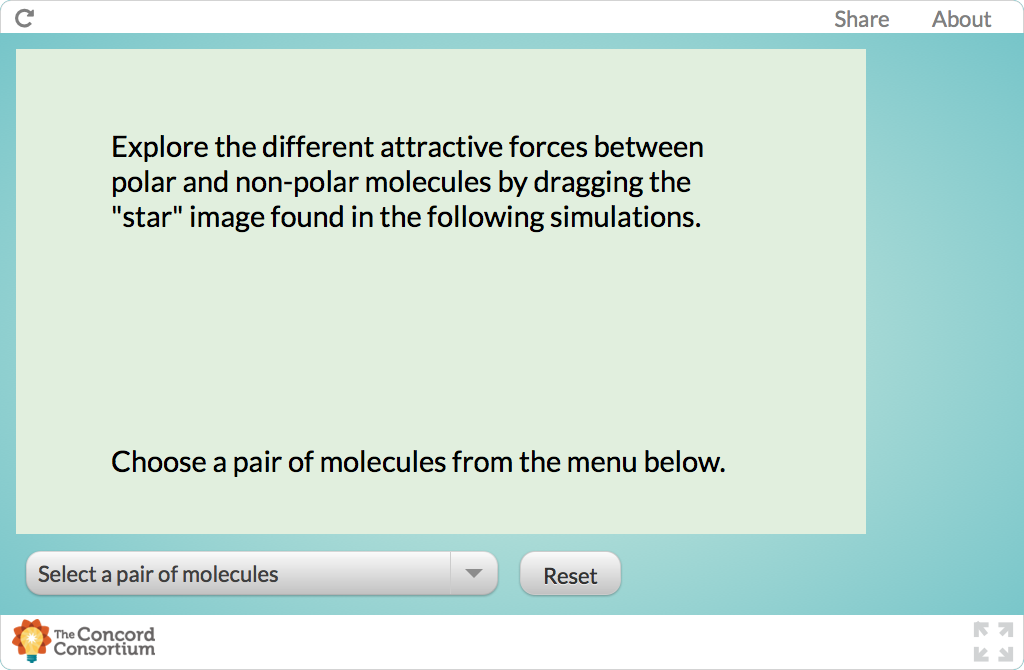 Share About
Explore the different attractive forces between
polar and non-polar molecules by dragging the
"star" image found in the following simulations.
Choose a pair of molecules from the menu below.
Select a pair of molecules
Reset
The Concord
Consortium